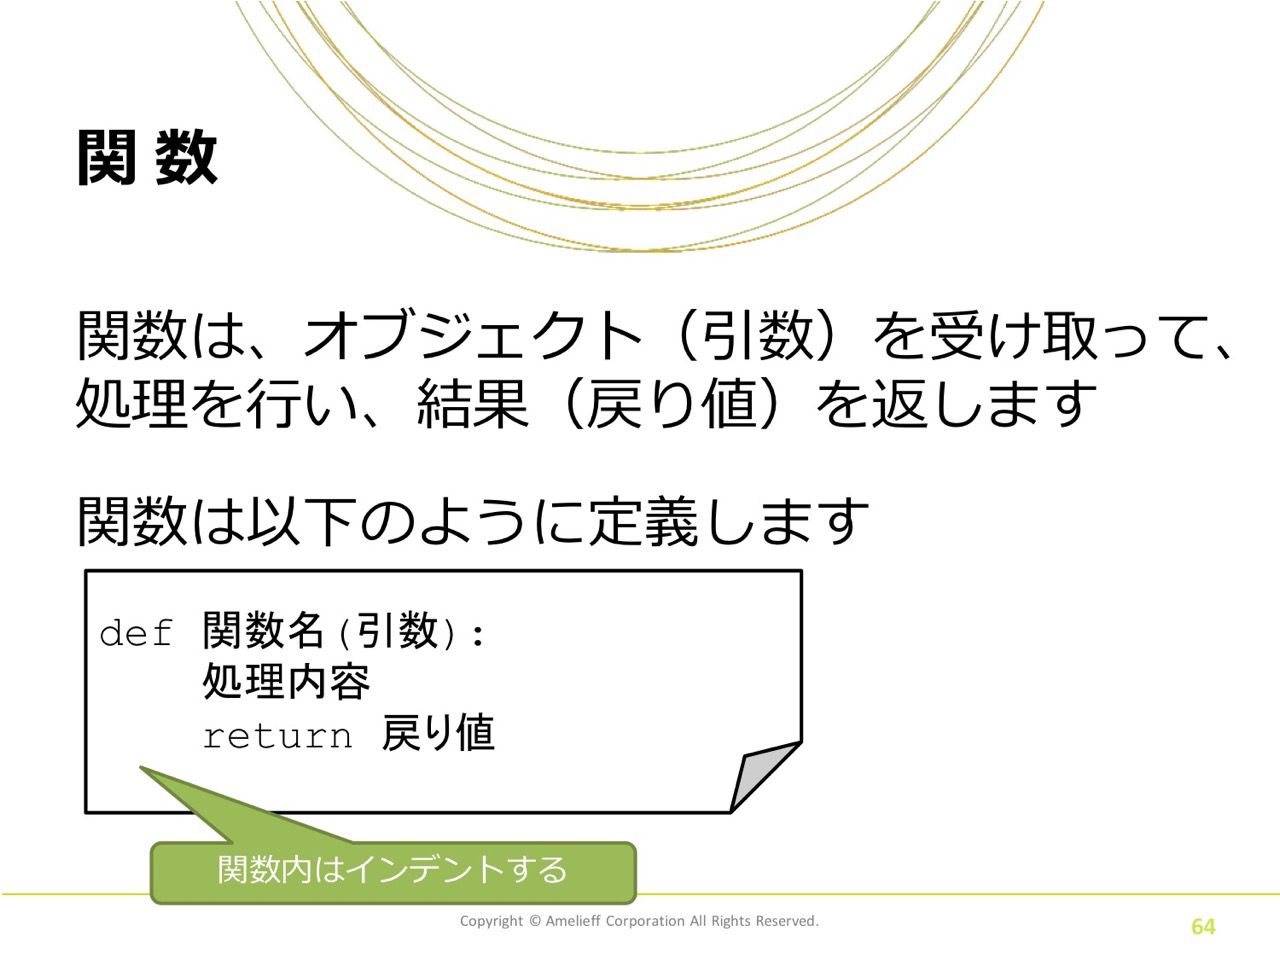 関数
関数は、オブジェクト（引数）を受け取って、
処理を行い、結果（戻り値）を返します
関数は以下のように定義します
def 関数名(引数):
    処理内容
    return 戻り値
関数内はインデントする
Copyright © Amelieff Corporation All Rights Reserved.
64